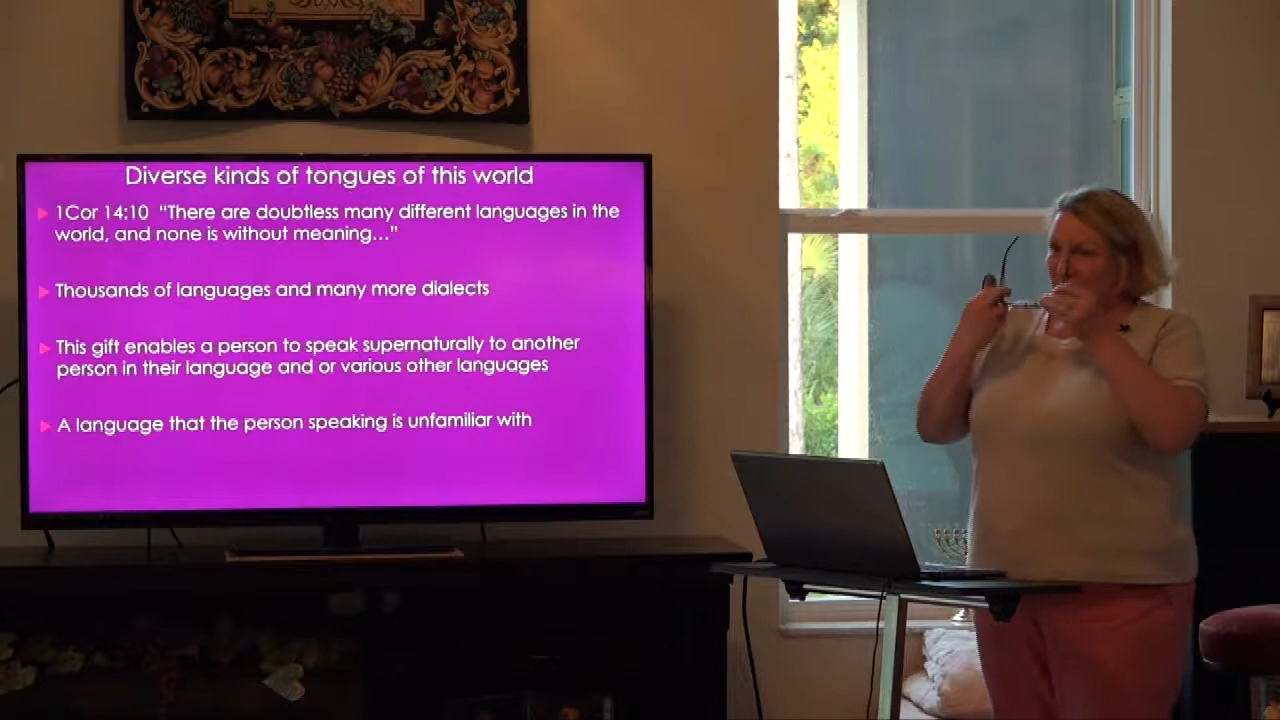 Diverse kinds of tongues of this world
1Cor 14:10 "There are doubtless many different languages in the
world, and none is without meaning..."
Thousands of languages and many more dialects
This gift enables a person to speak supernaturally to another
person in their language and or various other languages
A language that the person speaking is unfamiliar with